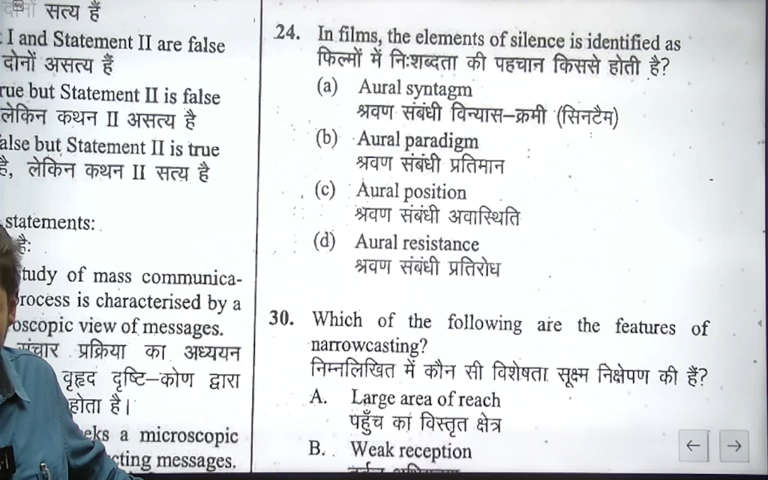 सत्य हैं
I and Statement II are false
दोनों असत्य हैं
rue but Statement II is false
लेकिन कथन II असत्य है
alse but Statement II is true
है, लेकिन कथन II सत्य है
statements:
है:
tudy of mass communica-
rocess is characterised by a
oscopic view of messages.
संचार प्रक्रिया का अध्ययन
वृहद दृष्टि–कोण द्वारा
होता है।
eks a microscopic
cting messages.
24. In films, the elements of silence is identified as
फिल्मों में निःशब्दता की पहचान किससे होती है?
(a) Aural syntagm
श्रवण संबंधी विन्यास–क्रमी (सिनटैम)
(b) Aural paradigm
श्रवण संबंधी प्रतिमान
(c) Aural position
श्रवण संबंधी अवास्थिति
(d) Aural resistance
श्रवण संबंधी प्रतिरोध
30. Which of the following are the features of
narrowcasting?
निम्नलिखित में कौन सी विशेषता सूक्ष्म निक्षेपण की हैं?
A. Large area of reach
पहुँच का विस्तृत क्षेत्र
B. Weak reception